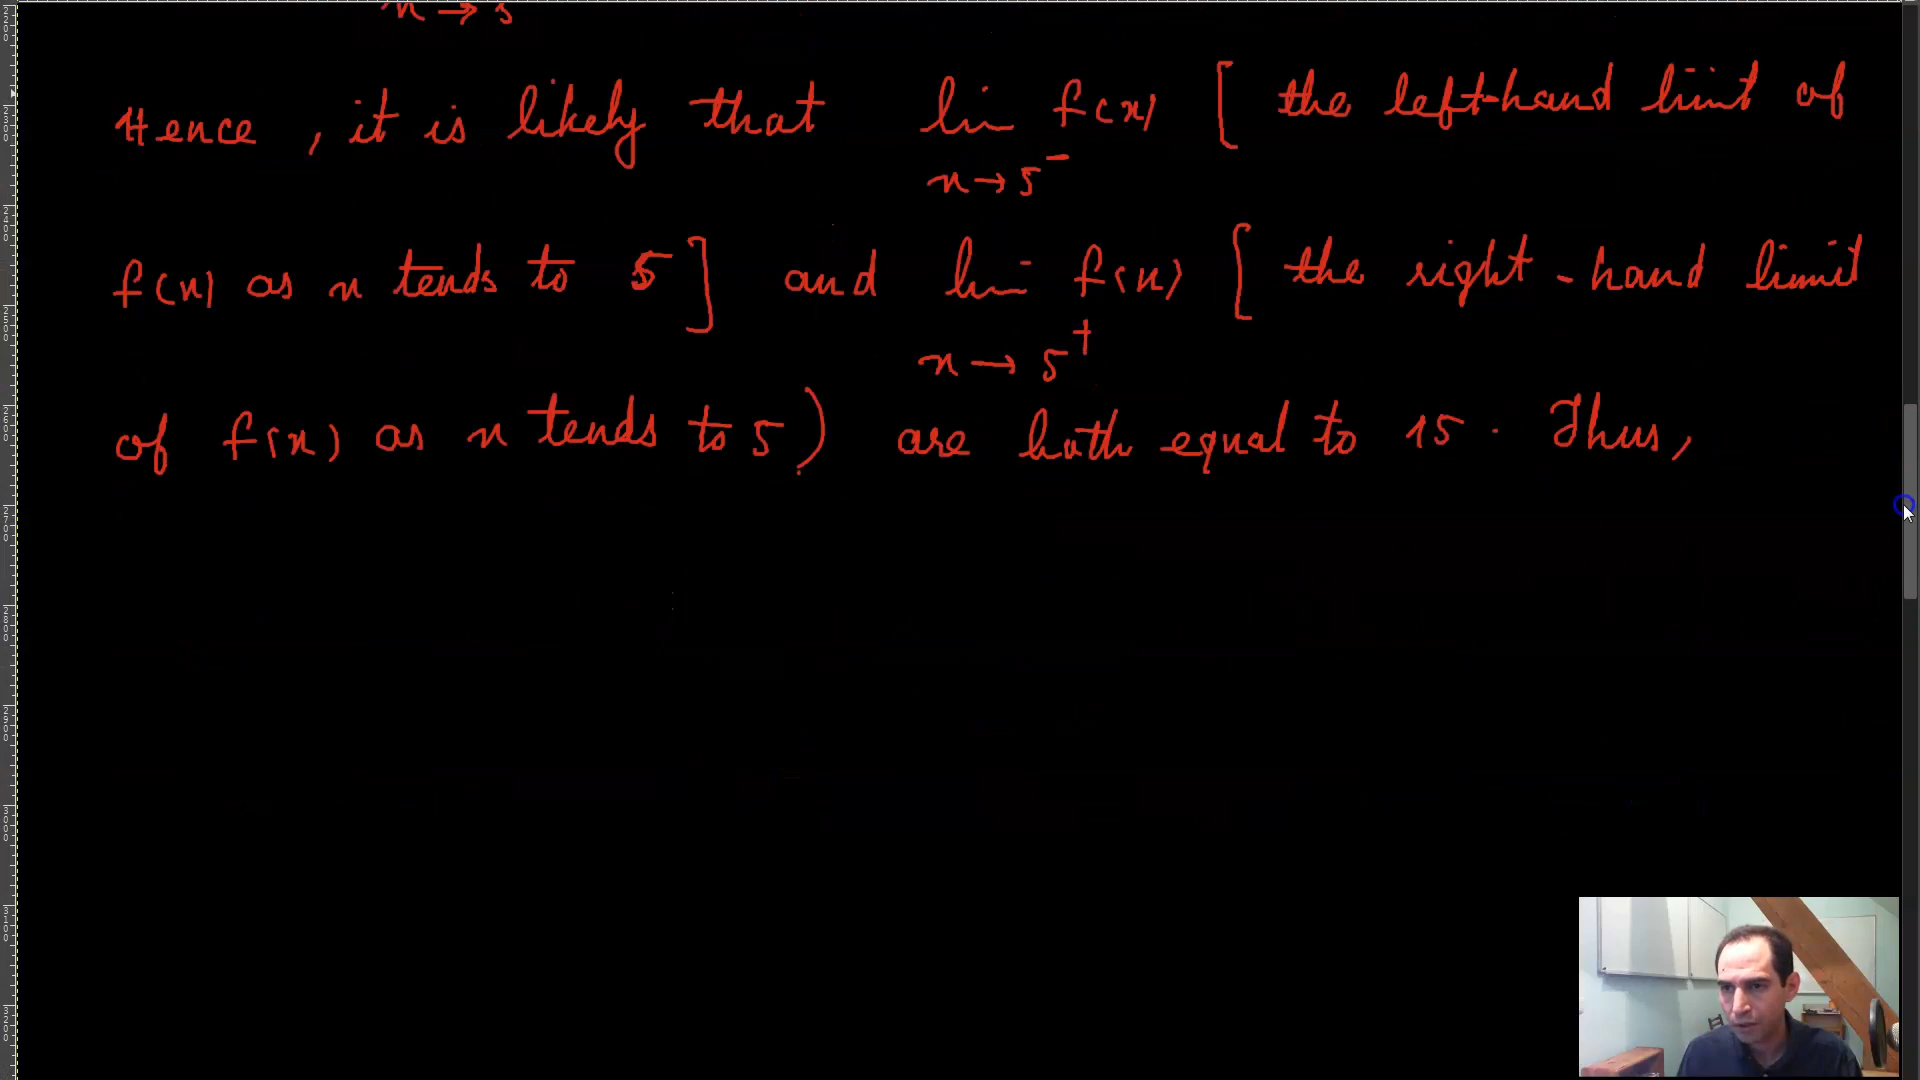 x → 5
Hence, it is likely that lim f(x) [ the left-hand limit of
x → 5⁻
f(x) as x tends to 5 ] and lim f(x) [ the right-hand limit
x → 5⁺
of f(x) as x tends to 5 ) are both equal to 15. Thus,